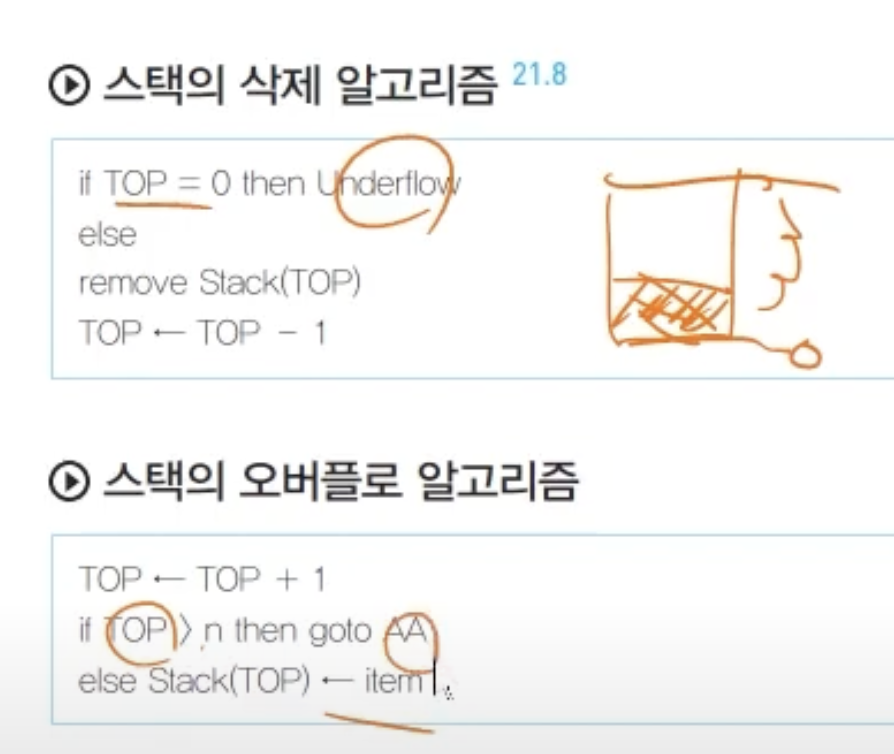 스택의 삭제 알고리즘 21.8
if TOP = 0 then Underflow
else
remove Stack(TOP)
TOP ← TOP − 1
스택의 오버플로 알고리즘
TOP ← TOP + 1
if TOP 〉 n then goto AA
else Stack(TOP) ← item